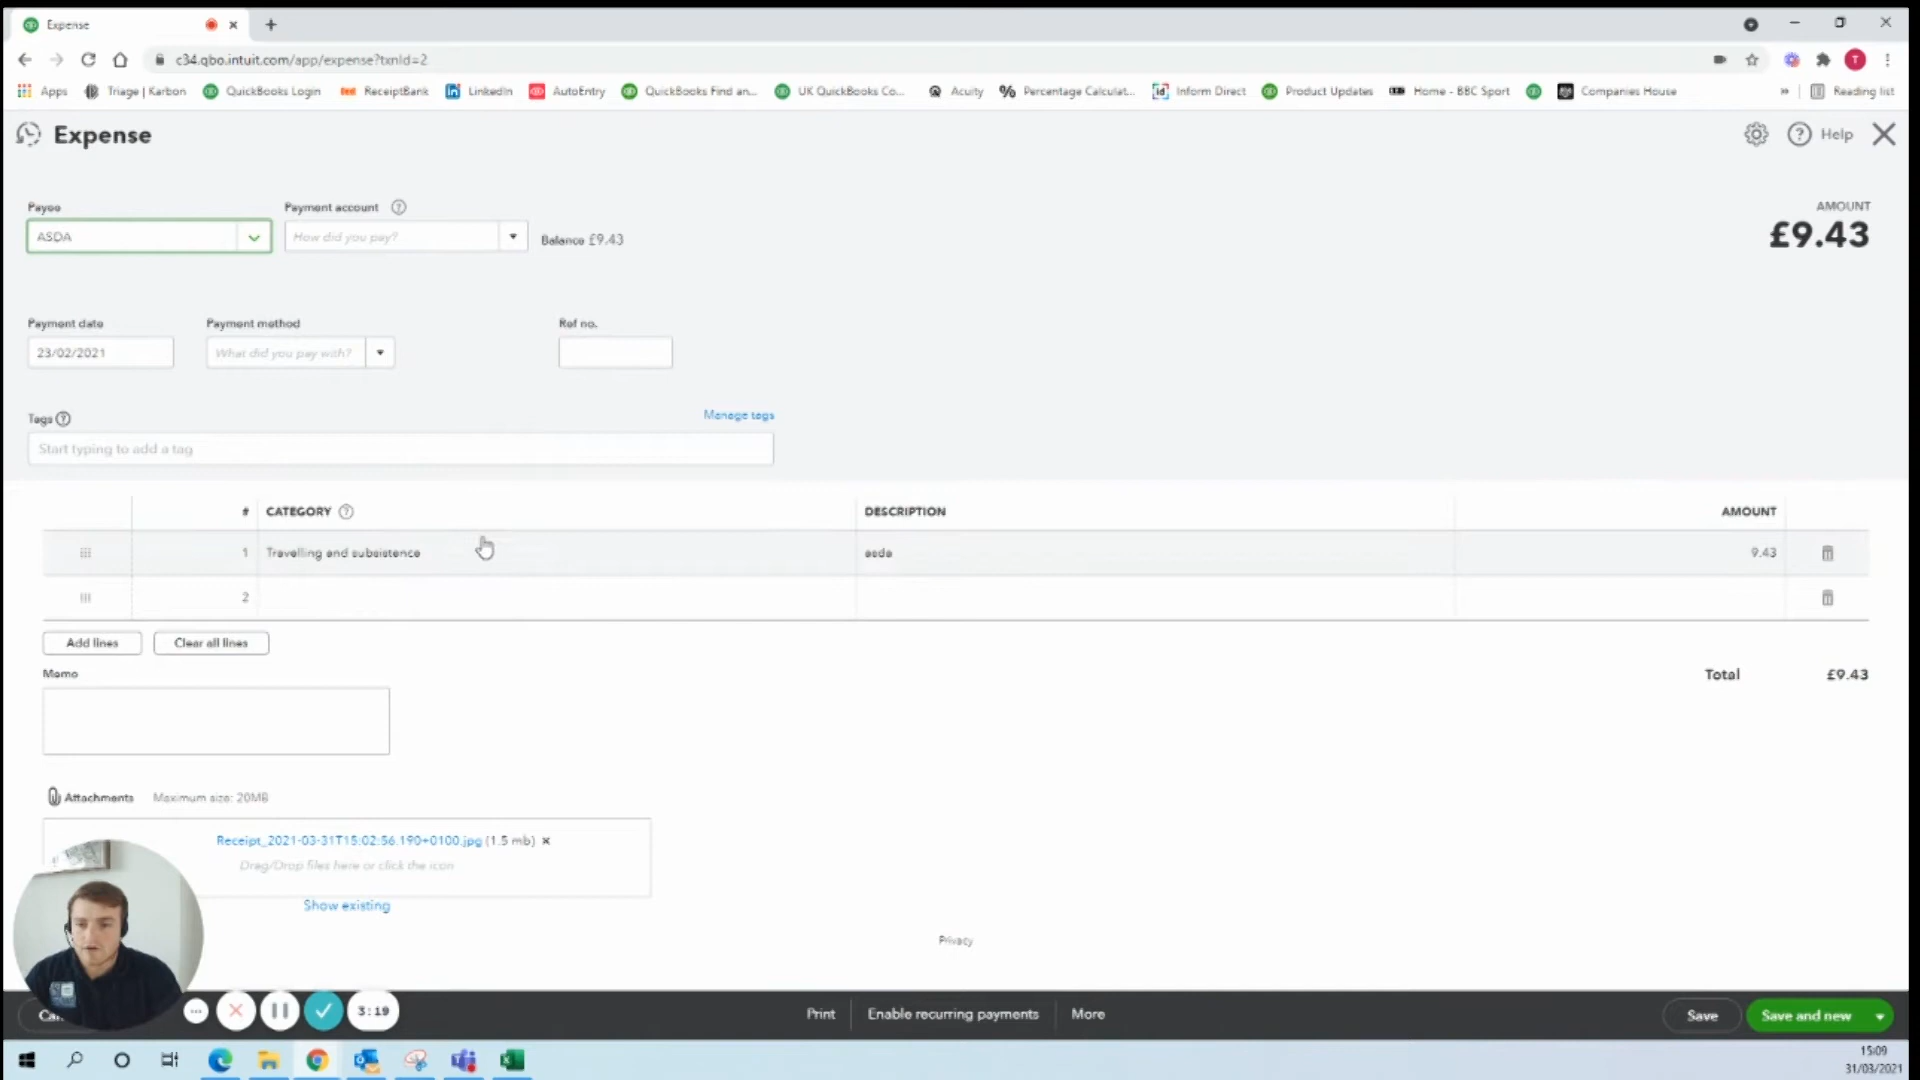 Expense
c34.qbo.intuit.com/app/expense?txnId=2
Apps Triage | Karbon QuickBooks Login ReceiptBank LinkedIn AutoEntry QuickBooks Find an... UK QuickBooks Co... Acuity Percentage Calculat... Inform Direct Product Updates Home - BBC Sport Companies House » Reading list
Expense
Help
Payee
Payment account
AMOUNT
ASDA
How did you pay?
Balance £9.43
£9.43
Payment date
Payment method
Ref no.
23/02/2021
What did you pay with?
Tags
Manage tags
Start typing to add a tag
# CATEGORY DESCRIPTION AMOUNT
1 Travelling and subsistence asda 9.43
2
Add lines
Clear all lines
Memo
Total £9.43
Attachments Maximum size: 20MB
Receipt_2021-03-31T15:02:56.190+0100.jpg (1.5 mb) ×
Drag/Drop files here or click the icon
Show existing
Privacy
3:19
Print
Enable recurring payments
More
Save
Save and new
15:09
31/03/2021